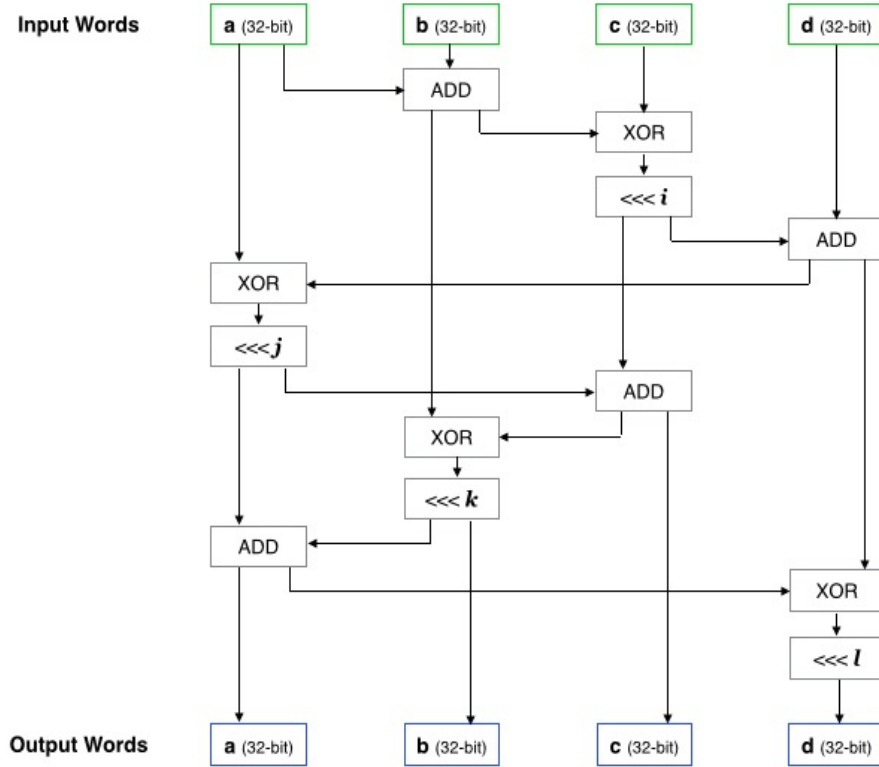 Input Words
a (32-bit)
b (32-bit)
c (32-bit)
d (32-bit)
ADD
XOR
<<< i
ADD
XOR
<<< j
ADD
XOR
<<< k
ADD
XOR
<<< l
Output Words
a (32-bit)
b (32-bit)
c (32-bit)
d (32-bit)